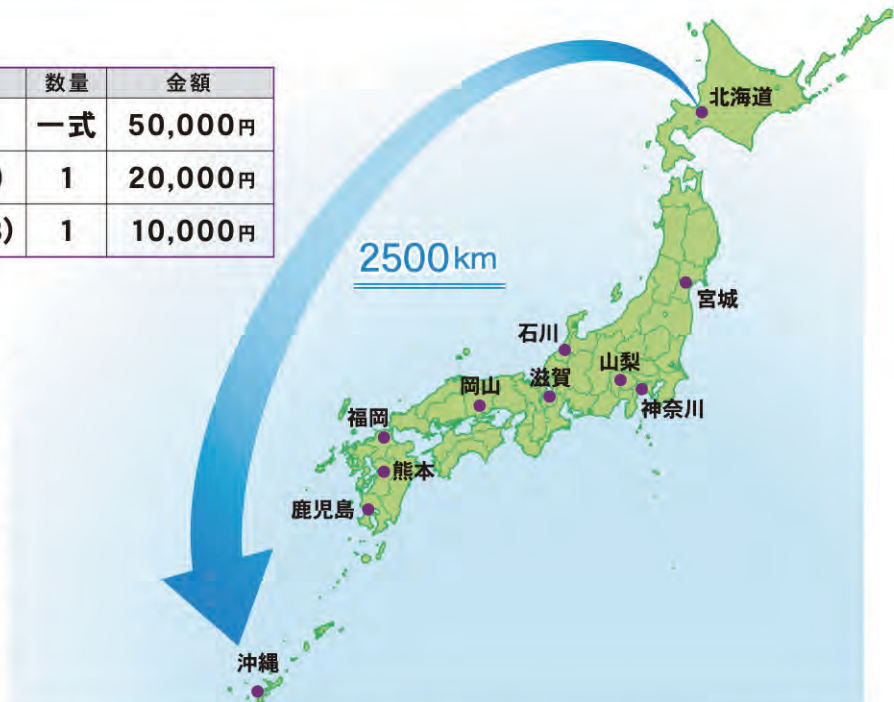 数量 金額
一式 50,000円
) 1 20,000円
) 1 10,000円
北海道
2500km
宮城
石川
山梨
滋賀
岡山
神奈川
福岡
熊本
鹿児島
沖縄